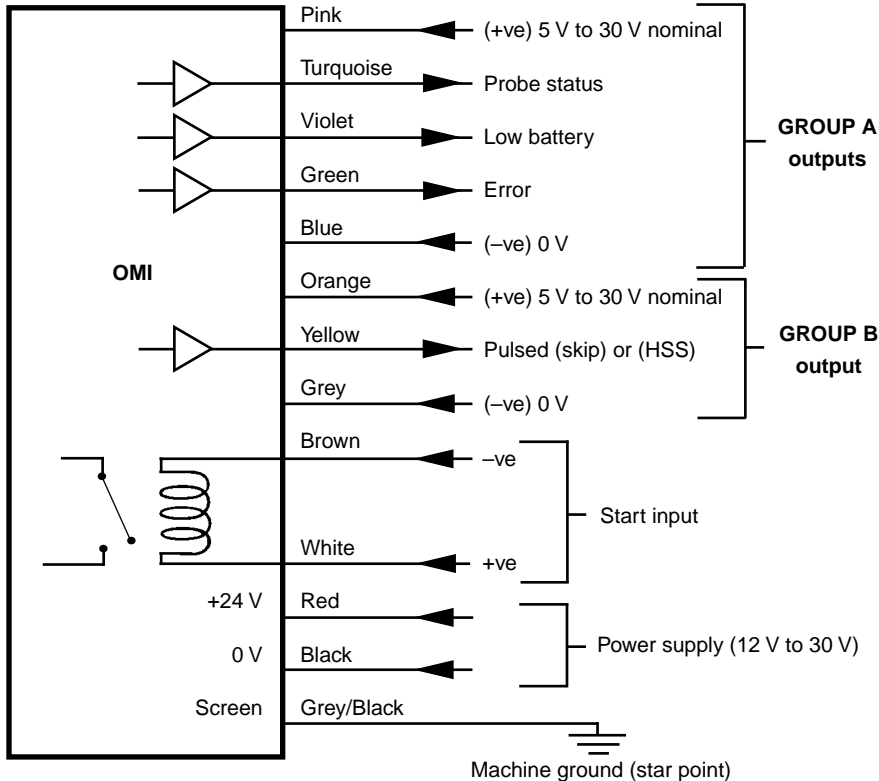 Pink
(+ve) 5 V to 30 V nominal
Turquoise
Probe status
Violet
Low battery
GROUP A
outputs
Green
Error
Blue
(–ve) 0 V
OMI
Orange
(+ve) 5 V to 30 V nominal
Yellow
Pulsed (skip) or (HSS)
GROUP B
output
Grey
(–ve) 0 V
Brown
–ve
Start input
White
+ve
+24 V
Red
Power supply (12 V to 30 V)
0 V
Black
Screen
Grey/Black
Machine ground (star point)